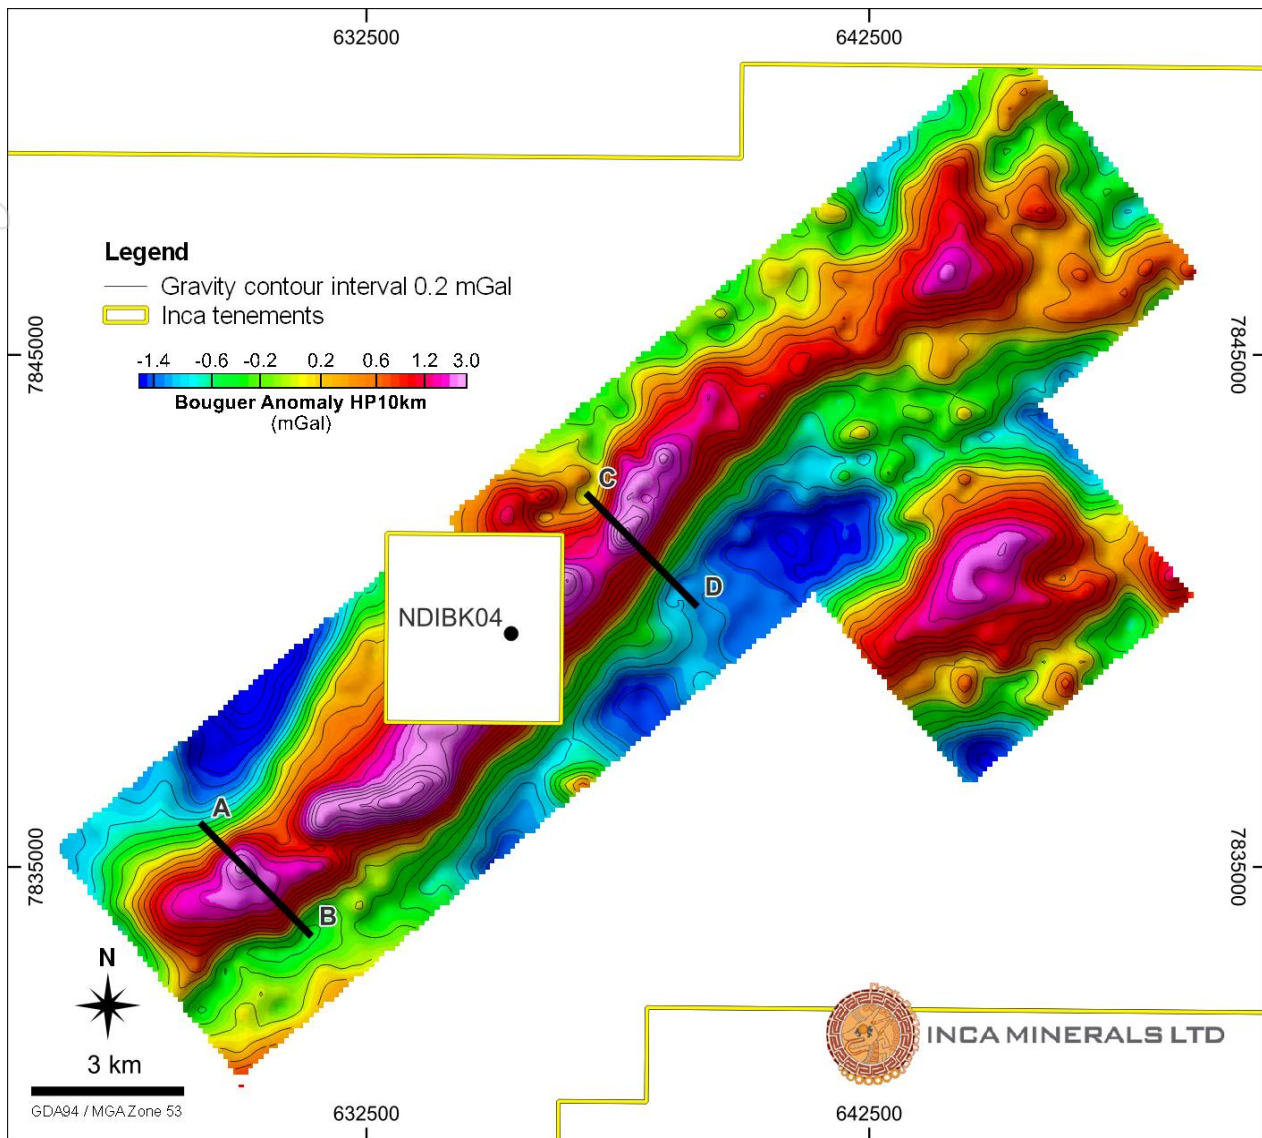 632500
642500
Legend
Gravity contour interval 0.2 mGal
Inca tenements
7845000
7845000
-1.4 -0.6 -0.2 0.2 0.6 1.2 3.0
Bouguer Anomaly HP10km
(mGal)
C
D
NDIBK04
A
B
7835000
7835000
N
3 km
GDA94 / MGA Zone 53
INCA MINERALS LTD
632500
642500